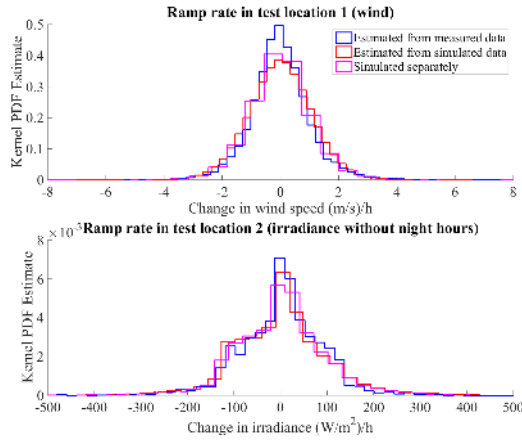 Ramp rate in test location 1 (wind)
0.5
0.4
0.3
0.2
0.1
0
Kernel PDF Estimate
Estimated from measured data
Estimated from simulated data
Simulated separately
-8 -6 -4 -2 0 2 4 6 8
Change in wind speed (m/s)/h
×10⁻³
Ramp rate in test location 2 (irradiance without night hours)
8
6
4
2
0
Kernel PDF Estimate
-500 -400 -300 -200 -100 0 100 200 300 400 500
Change in irradiance (W/m²)/h